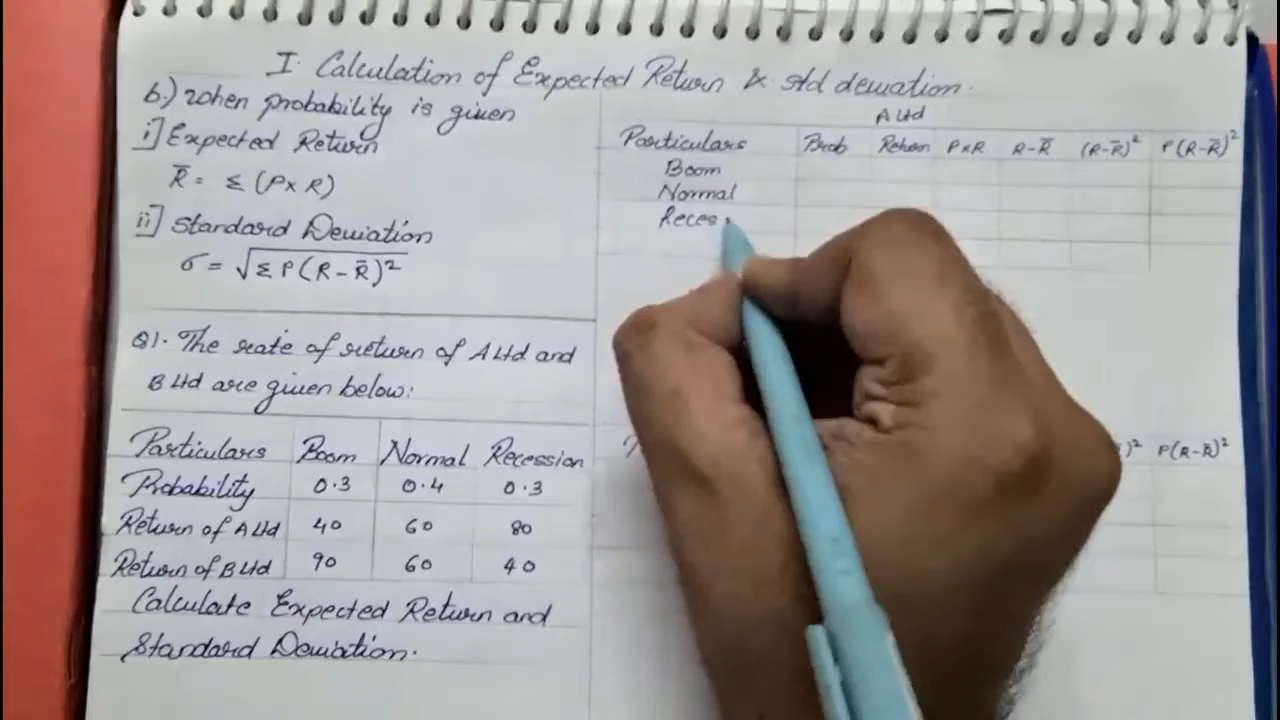 I. Calculation of Expected Return & std deviation.
b.) When probability is given
i] Expected Return
R̄ = Σ (P x R)
ii] Standard Deviation
σ = √Σ P(R-R̄)²
Q1. The rate of return of A Ltd and
B Ltd are given below:
Particulars Boom Normal Recession
Probability 0.3 0.4 0.3
Return of A Ltd 40 60 80
Return of B Ltd 90 60 40
Calculate Expected Return and
Standard Deviation.
A Ltd
Particulars Prob Return PxR R-R̄ (R-R̄)² P(R-R̄)²
Boom
Normal
Reces
)² P(R-R̄)²